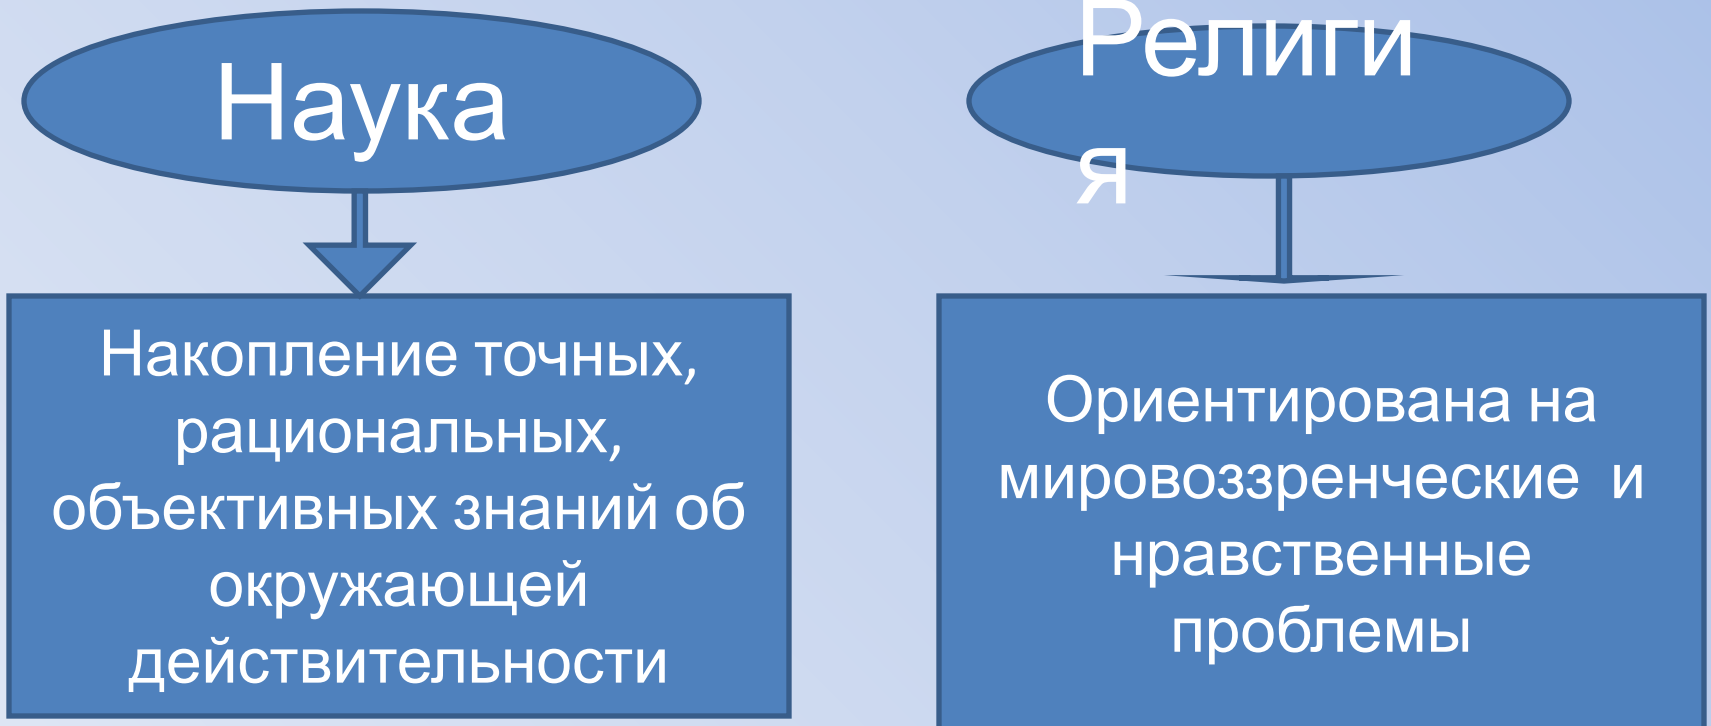 Наука
Религи
я
Накопление точных,
рациональных,
объективных знаний об
окружающей
действительности
Ориентирована на
мировоззренческие и
нравственные
проблемы